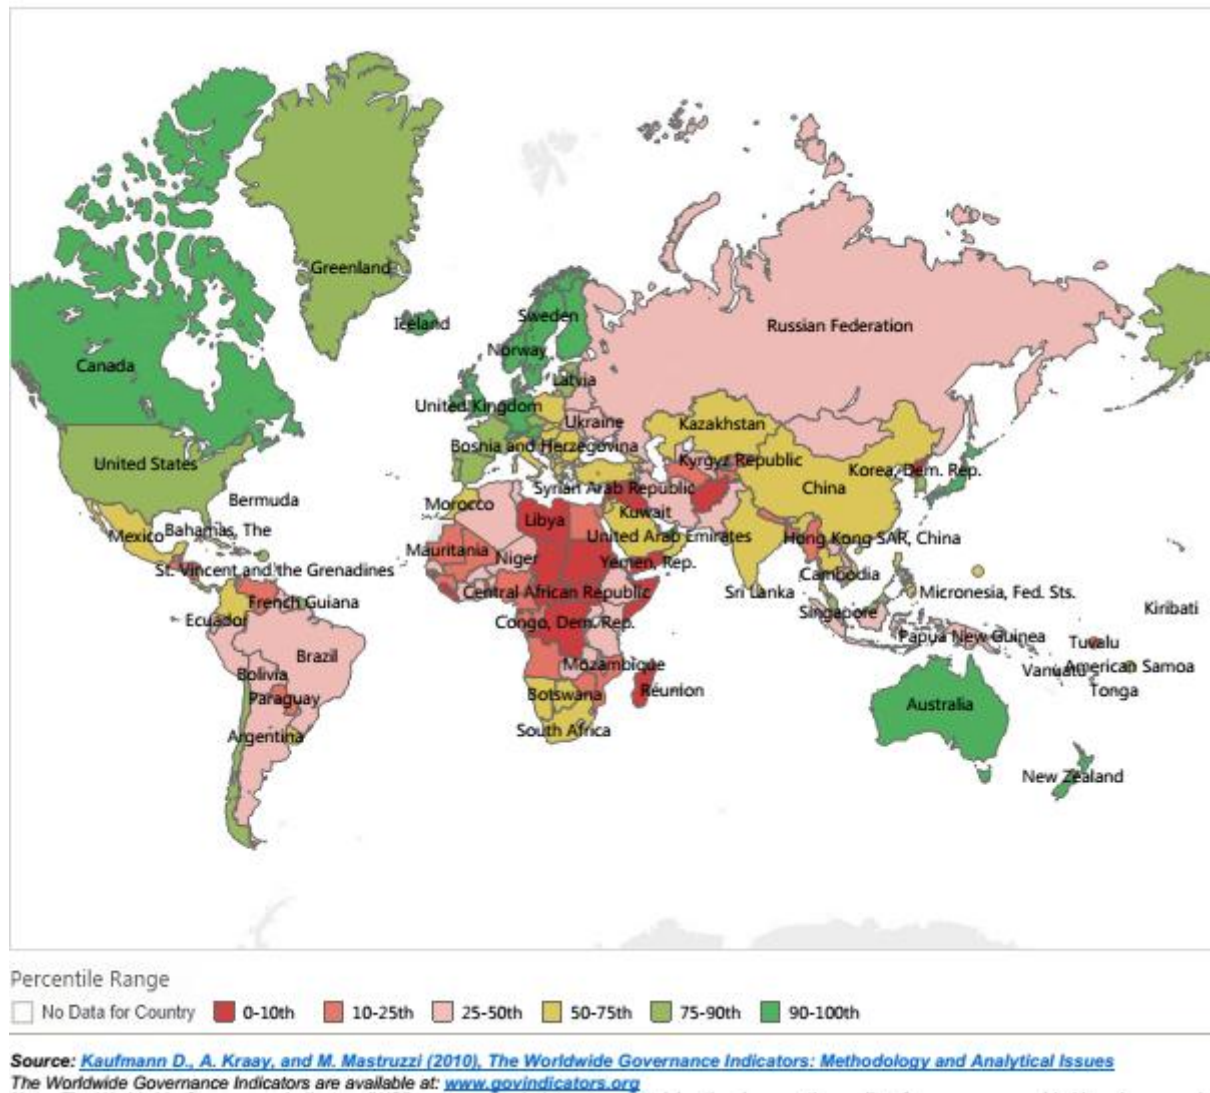 Greenland
Iceland
Sweden
Russian Federation
Norway
Canada
Latvia
United Kingdom
Ukraine
Kazakhstan
Bosnia and Herzegovina
United States
Kyrgyz Republic
Korea, Dem. Rep.
Syrian Arab Republic
China
Bermuda
Morocco
Kuwait
Libya
Mexico
Bahamas, The
United Arab Emirates
Hong Kong SAR, China
Mauritania
Niger
Yemen, Rep.
St. Vincent and the Grenadines
Cambodia
Central African Republic
Sri Lanka
Micronesia, Fed. Sts.
French Guiana
Singapore
Kiribati
Ecuador
Congo, Dem. Rep.
Papua New Guinea
Tuvalu
Brazil
Mozambique
Vanuatu
American Samoa
Bolivia
Botswana
Réunion
Tonga
Paraguay
Australia
South Africa
Argentina
New Zealand
Percentile Range
No Data for Country 0-10th 10-25th 25-50th 50-75th 75-90th 90-100th
Source: Kaufmann D., A. Kraay, and M. Mastruzzi (2010), The Worldwide Governance Indicators: Methodology and Analytical Issues
The Worldwide Governance Indicators are available at: www.govindicators.org